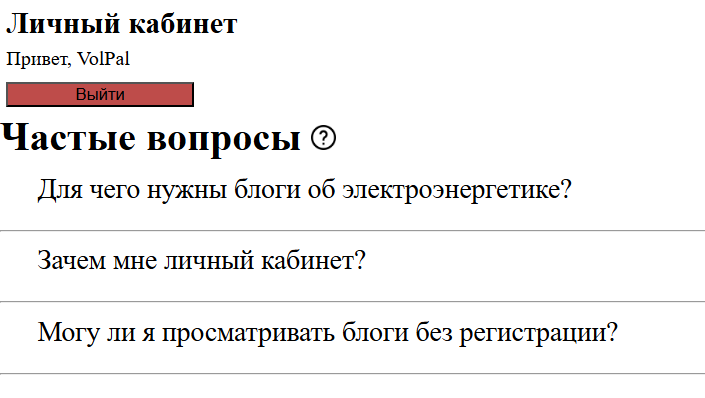 Личный кабинет
Привет, VolPal
Выйти
Частые вопросы
Для чего нужны блоги об электроэнергетике?
Зачем мне личный кабинет?
Могу ли я просматривать блоги без регистрации?